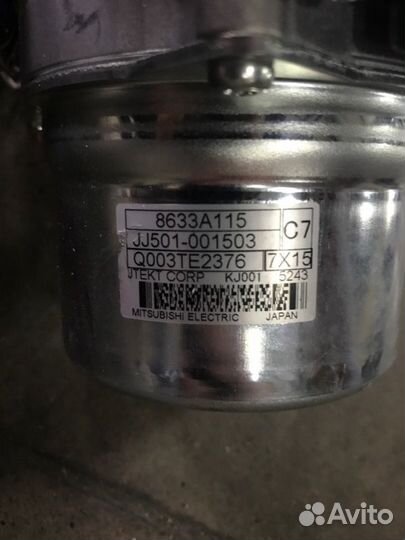 8633A115
C7
JJ501-001503
Q003TE2376 7X15
JTEKT CORP KJ001 5243
MITSUBISHI ELECTRIC JAPAN
Avito